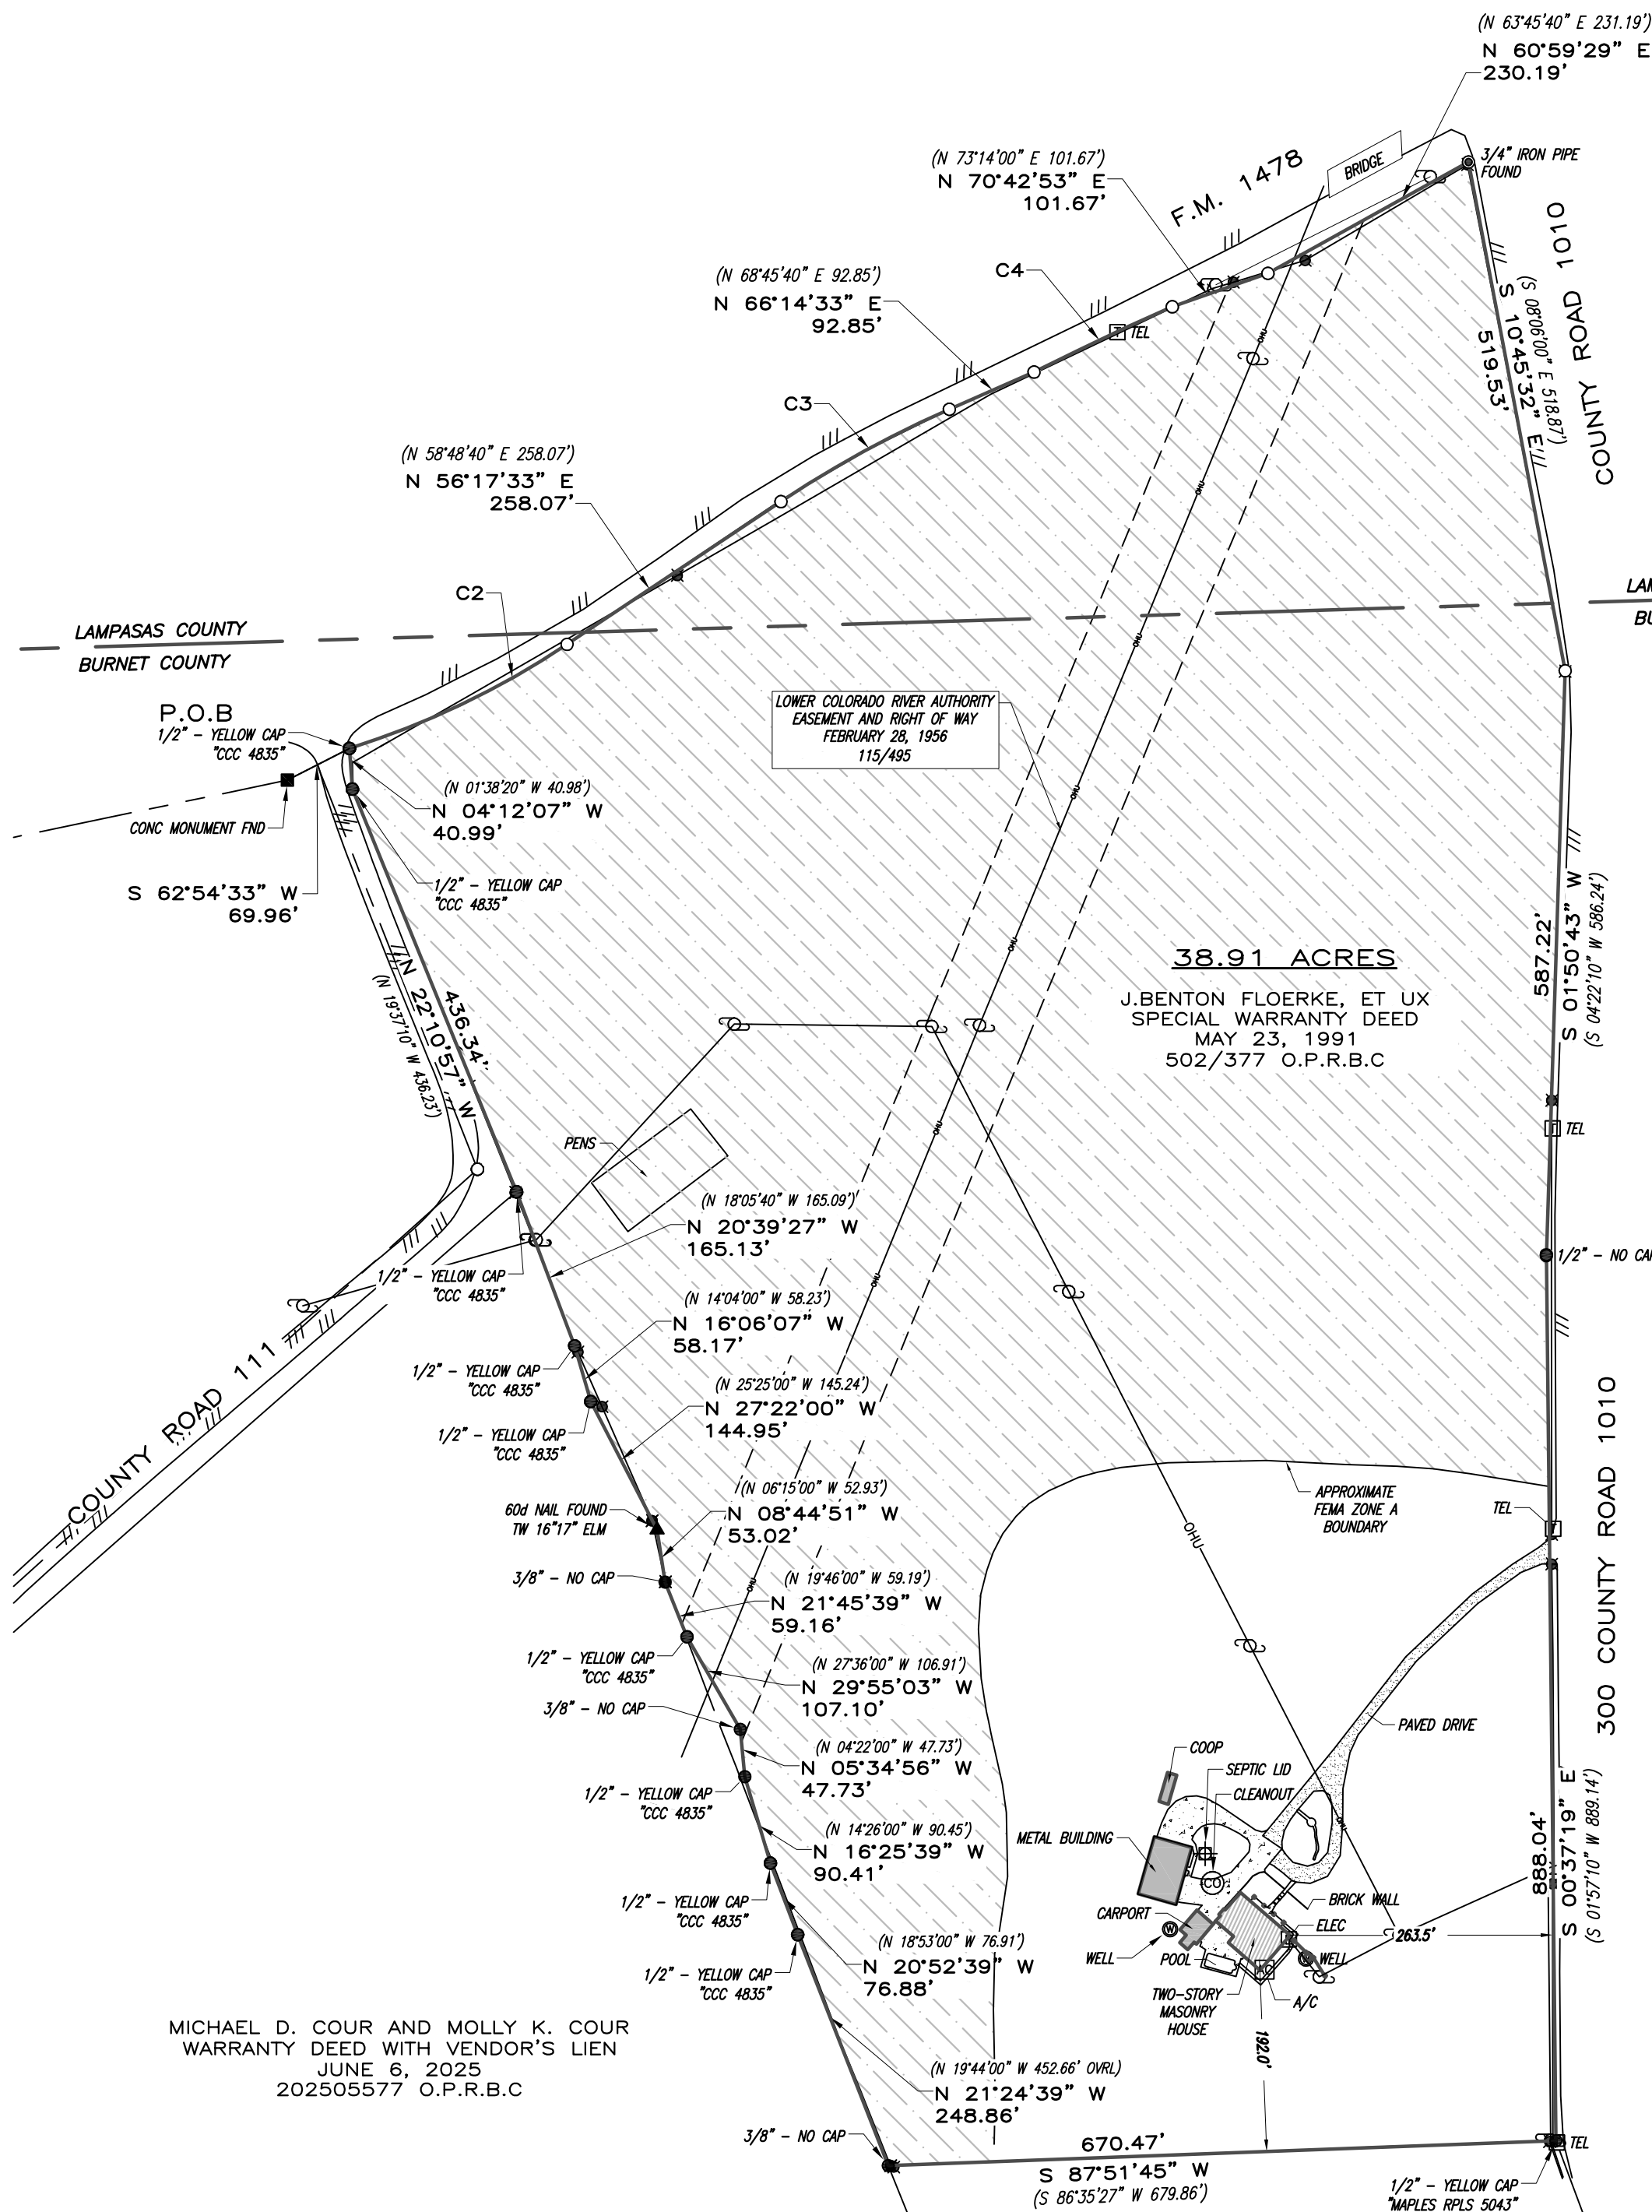 (N 63°45'40" E 231.19')
N 60°59'29" E
230.19'
(N 73°14'00" E 101.67')
N 70°42'53" E
101.67'
F.M. 1478
BRIDGE
3/4" IRON PIPE
FOUND
COUNTY ROAD 1010
(N 68°45'40" E 92.85')
N 66°14'33" E
92.85'
C4
TEL
S 10°45'32" E
(S 08°06'00" E 518.87')
519.53'
C3
(N 58°48'40" E 258.07')
N 56°17'33" E
258.07'
C2
OHU
OHU
OHU
OHU
OHU
OHU
OHU
OHU
OHU
OHU
LAMPASAS COUNTY
BURNET COUNTY
LAM
BU
P.O.B
1/2" - YELLOW CAP
"CCC 4835"
LOWER COLORADO RIVER AUTHORITY
EASEMENT AND RIGHT OF WAY
FEBRUARY 28, 1956
115/495
(N 01°38'20" W 40.98')
N 04°12'07" W
40.99'
CONC MONUMENT FND
1/2" - YELLOW CAP
"CCC 4835"
S 62°54'33" W
69.96'
N 22°10'57" W
436.34'
(N 19°37'10" W 436.23')
38.91 ACRES
J.BENTON FLOERKE, ET UX
SPECIAL WARRANTY DEED
MAY 23, 1991
502/377 O.P.R.B.C
587.22'
S 01°50'43" W
(S 04°22'10" W 586.24')
TEL
PENS
(N 18°05'40" W 165.09')
N 20°39'27" W
165.13'
1/2" - YELLOW CAP
"CCC 4835"
1/2" - NO CAP
(N 14°04'00" W 58.23')
N 16°06'07" W
58.17'
1/2" - YELLOW CAP
"CCC 4835"
COUNTY ROAD 111
(N 25°25'00" W 145.24')
N 27°22'00" W
144.95'
1/2" - YELLOW CAP
"CCC 4835"
(N 06°15'00" W 52.93')
N 08°44'51" W
53.02'
60d NAIL FOUND
TW 16"17" ELM
APPROXIMATE
FEMA ZONE A
BOUNDARY
TEL
300 COUNTY ROAD 1010
3/8" - NO CAP
(N 19°46'00" W 59.19')
N 21°45'39" W
59.16'
1/2" - YELLOW CAP
"CCC 4835"
(N 27°36'00" W 106.91')
N 29°55'03" W
107.10'
3/8" - NO CAP
PAVED DRIVE
(N 04°22'00" W 47.73')
N 05°34'56" W
47.73'
1/2" - YELLOW CAP
"CCC 4835"
COOP
SEPTIC LID
CLEANOUT
METAL BUILDING
CO
(N 14°26'00" W 90.45')
N 16°25'39" W
90.41'
1/2" - YELLOW CAP
"CCC 4835"
888.04'
S 00°37'19" E
(S 01°57'10" W 889.14')
BRICK WALL
CARPORT
ELEC
263.5'
W
WELL
POOL
W
WELL
A/C
TWO-STORY
MASONRY
HOUSE
192.0'
(N 18°53'00" W 76.91')
N 20°52'39" W
76.88'
1/2" - YELLOW CAP
"CCC 4835"
MICHAEL D. COUR AND MOLLY K. COUR
WARRANTY DEED WITH VENDOR'S LIEN
JUNE 6, 2025
202505577 O.P.R.B.C
(N 19°44'00" W 452.66' OVRL)
N 21°24'39" W
248.86'
3/8" - NO CAP
670.47'
S 87°51'45" W
(S 86°35'27" W 679.86')
TEL
1/2" - YELLOW CAP
"MAPLES RPLS 5043"